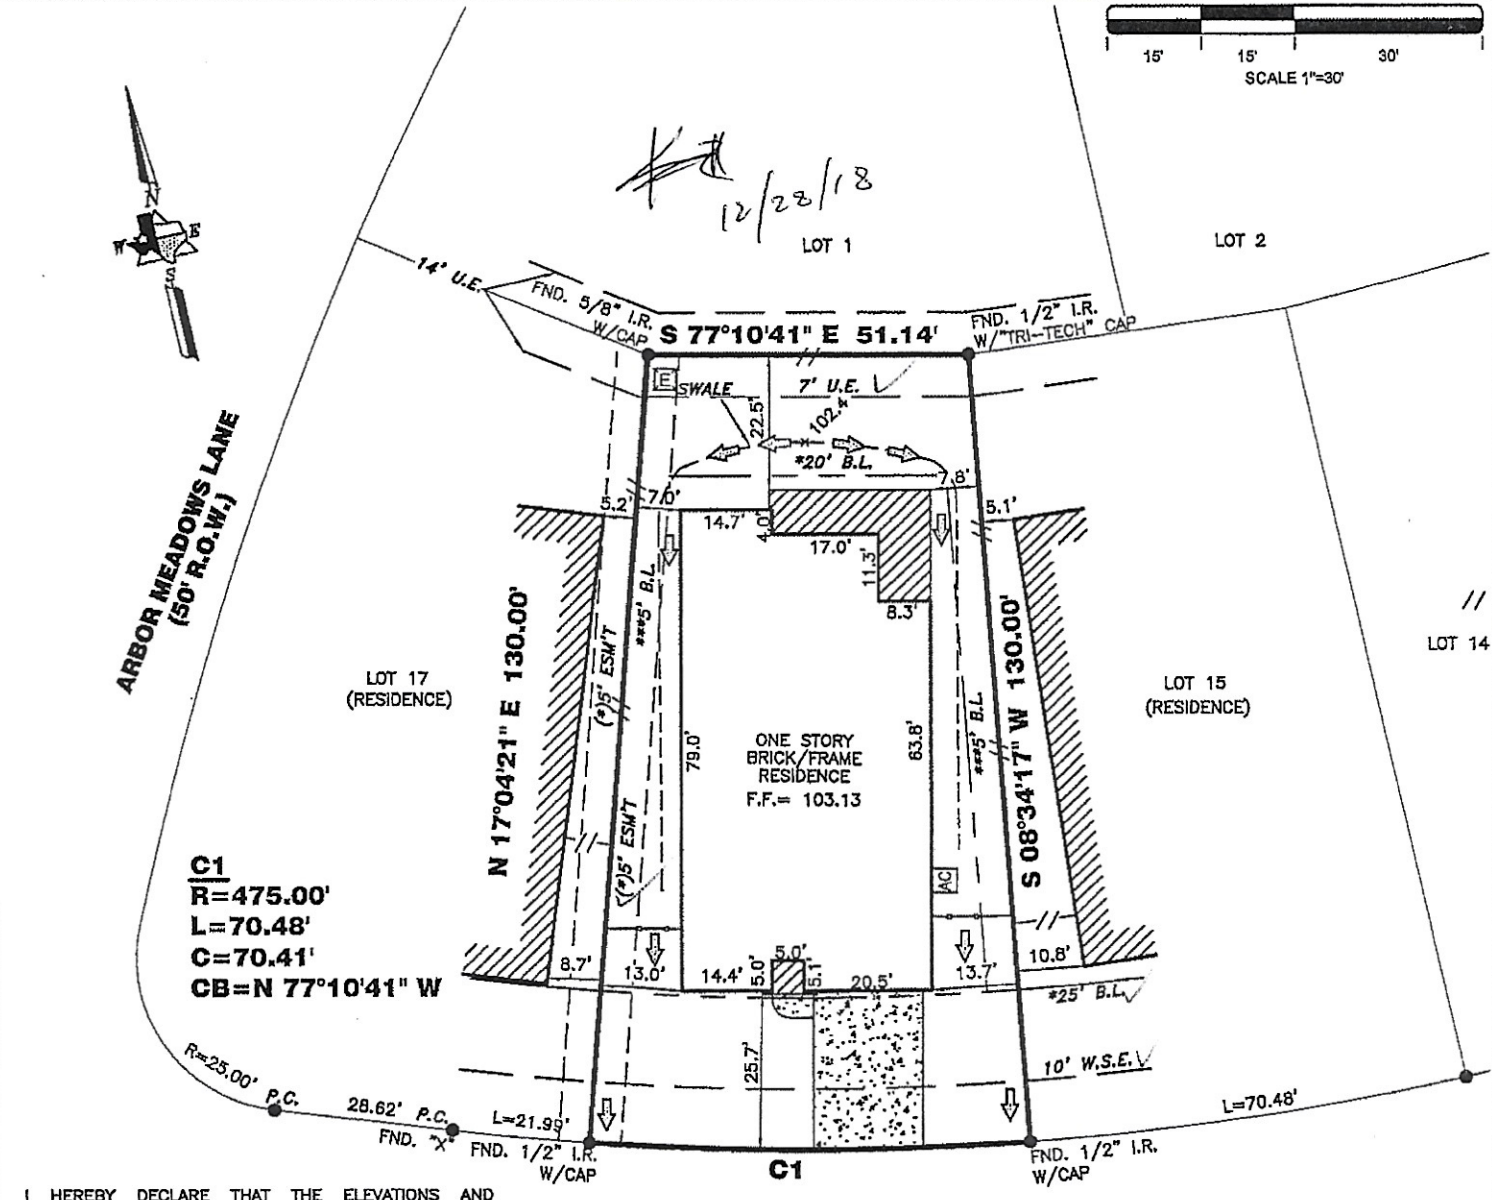 15' 15' 30'
SCALE 1"=30'
N
W E
S
12/28/18
LOT 1
LOT 2
14' U.E.
FND. 5/8" I.R.
W/CAP
S 77°10'41" E 51.14'
FND. 1/2" I.R.
W/"TRI-TECH" CAP
E
SWALE
7' U.E.
22.5'
102.4
*20' B.L.
ARBOR MEADOWS LANE
(50' R.O.W.)
5.2'
7.0'
7.8'
5.1'
14.7'
4.0'
17.0'
11.3'
8.3'
***5' B.L.
(*)5' ESM'T
N 17°04'21" E 130.00'
LOT 17
(RESIDENCE)
79.0'
ONE STORY
BRICK/FRAME
RESIDENCE
F.F.= 103.13
63.8'
***5' B.L.
S 08°34'17" W 130.00'
LOT 15
(RESIDENCE)
LOT 14
(*)5' ESM'T
AC
C1
R=475.00'
L=70.48'
C=70.41'
CB=N 77°10'41" W
8.7'
13.0'
14.4'
5.0'
5.0'
5.1'
20.5'
13.7'
10.8'
*25' B.L.
25.7'
10' W.S.E.
R=25.00'
P.C.
28.62'
P.C.
FND. "X"
L=21.99'
FND. 1/2" I.R.
W/CAP
C1
FND. 1/2" I.R.
W/CAP
L=70.48'
I HEREBY DECLARE THAT THE ELEVATIONS AND